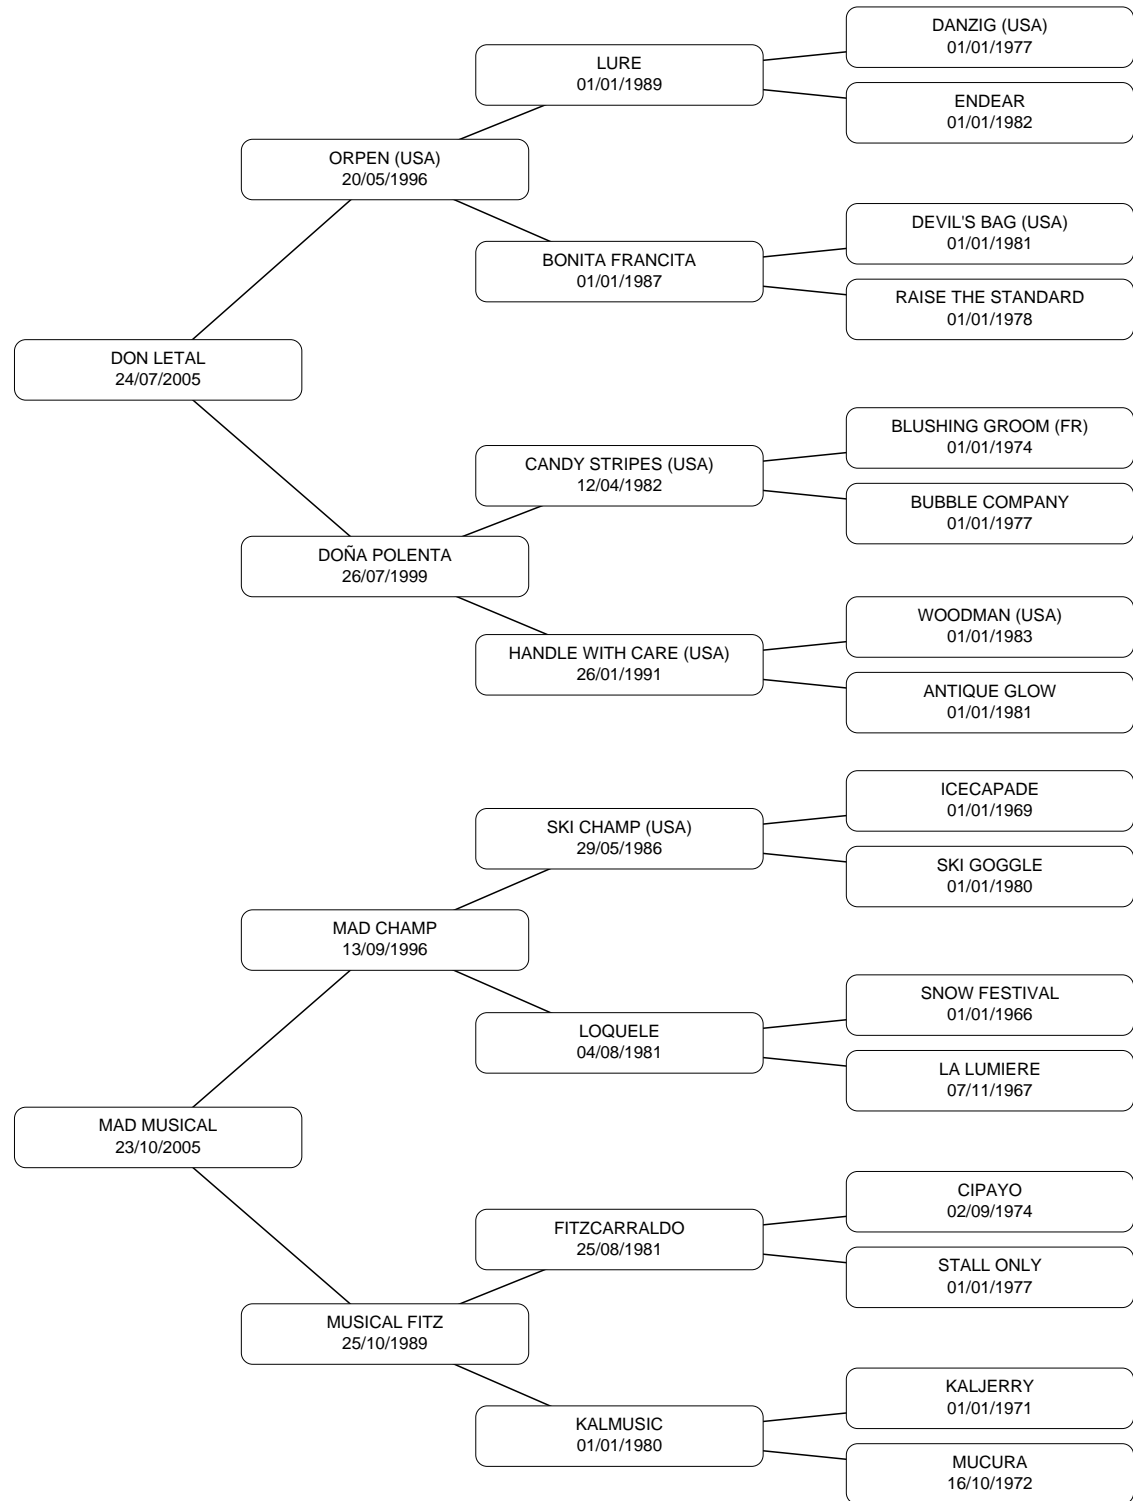 DANZIG (USA)
01/01/1977
LURE
01/01/1989
ENDEAR
01/01/1982
ORPEN (USA)
20/05/1996
DEVIL'S BAG (USA)
01/01/1981
BONITA FRANCITA
01/01/1987
RAISE THE STANDARD
01/01/1978
DON LETAL
24/07/2005
BLUSHING GROOM (FR)
01/01/1974
CANDY STRIPES (USA)
12/04/1982
BUBBLE COMPANY
01/01/1977
DOÑA POLENTA
26/07/1999
WOODMAN (USA)
01/01/1983
HANDLE WITH CARE (USA)
26/01/1991
ANTIQUE GLOW
01/01/1981
ICECAPADE
01/01/1969
SKI CHAMP (USA)
29/05/1986
SKI GOGGLE
01/01/1980
MAD CHAMP
13/09/1996
SNOW FESTIVAL
01/01/1966
LOQUELE
04/08/1981
LA LUMIERE
07/11/1967
MAD MUSICAL
23/10/2005
CIPAYO
02/09/1974
FITZCARRALDO
25/08/1981
STALL ONLY
01/01/1977
MUSICAL FITZ
25/10/1989
KALJERRY
01/01/1971
KALMUSIC
01/01/1980
MUCURA
16/10/1972